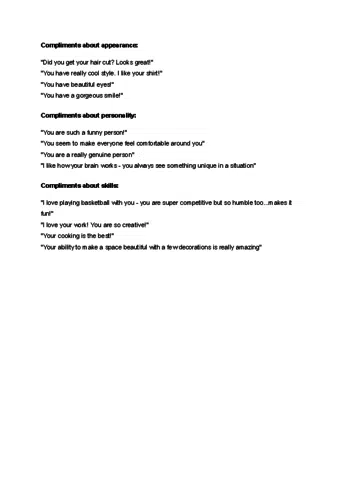 Compliments about appearance:
"Did you get your hair cut? Looks great!"
"You have really cool style. I like your shirt!"
"You have beautiful eyes!"
"You have a gorgeous smile!"
Compliments about personality:
"You are such a funny person!"
"You seem to make everyone feel comfortable around you"
"You are a really genuine person"
"I like how your brain works - you always see something unique in a situation"
Compliments about skills:
"I love playing basketball with you - you are super competitive but so humble too...makes it
fun!"
"I love your work! You are so creative!"
"Your cooking is the best!"
"Your ability to make a space beautiful with a few decorations is really amazing"